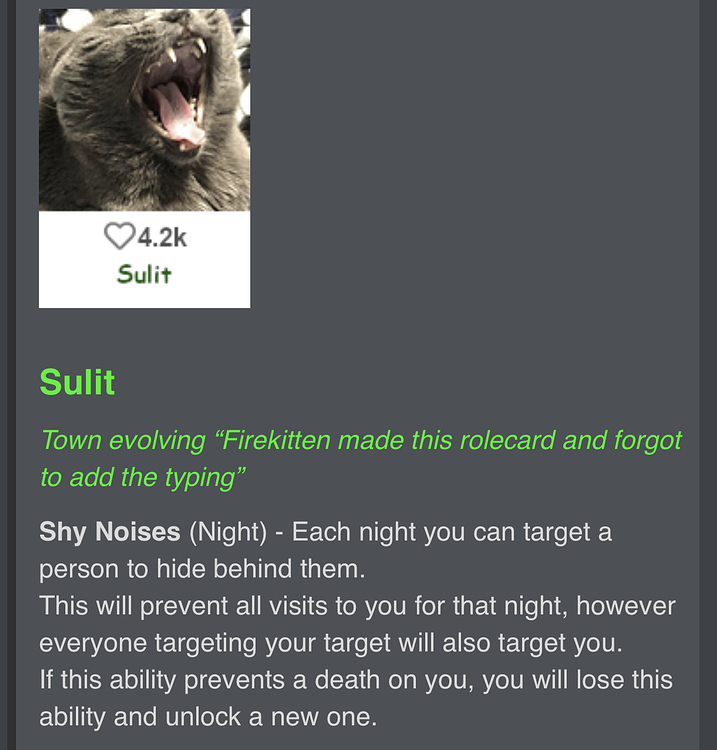 4.2k
Sulit
Sulit
Town evolving “Firekitten made this rolecard and forgot
to add the typing”
Shy Noises (Night) - Each night you can target a
person to hide behind them.
This will prevent all visits to you for that night, however
everyone targeting your target will also target you.
If this ability prevents a death on you, you will lose this
ability and unlock a new one.